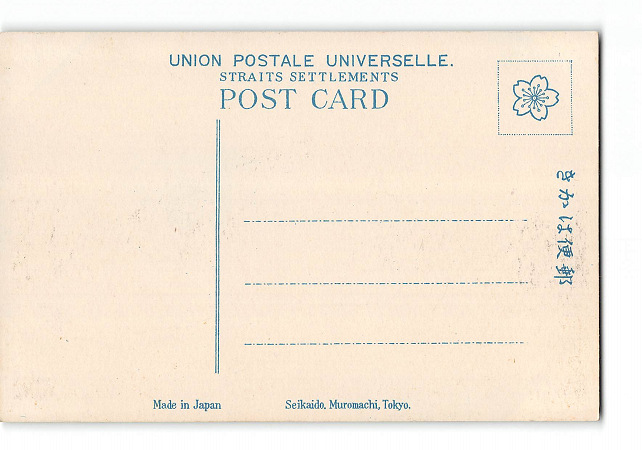 UNION POSTALE UNIVERSELLE.
STRAITS SETTLEMENTS
POST CARD
きかは便郵
Made in Japan
Seikaido, Muromachi, Tokyo.